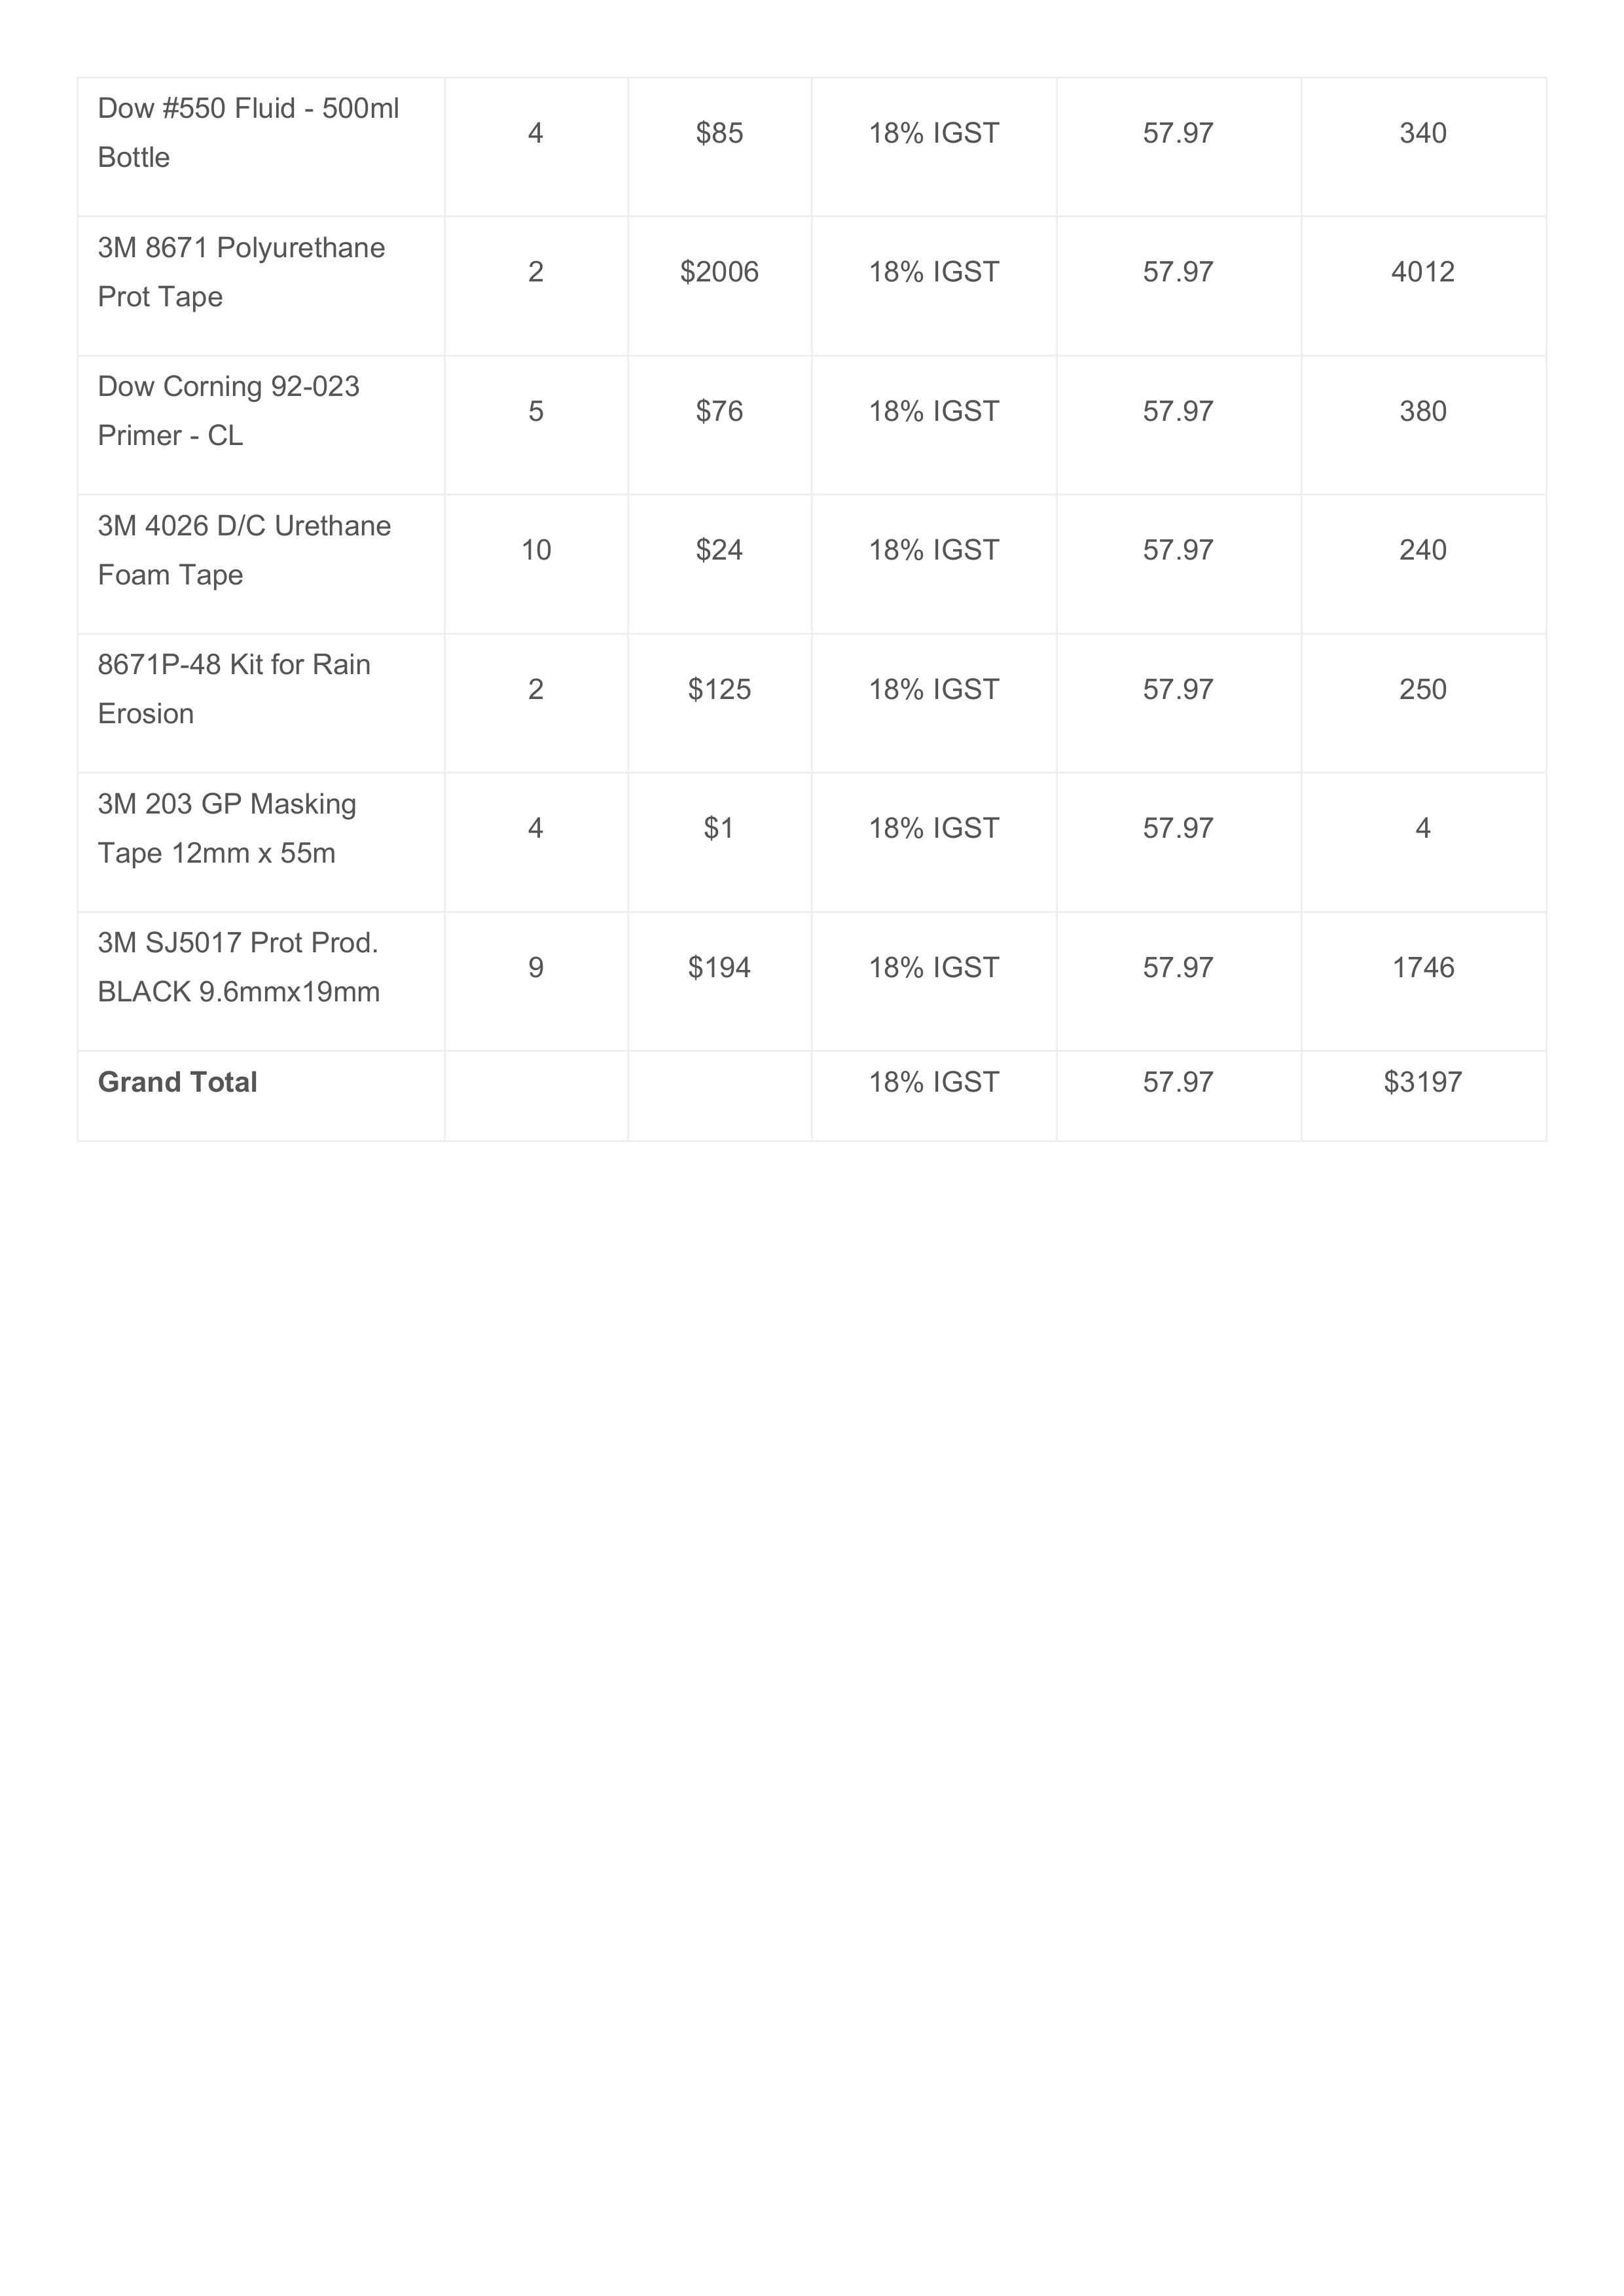 Dow #550 Fluid - 500ml
Bottle
4
$85
18% IGST
57.97
340
3M 8671 Polyurethane
Prot Tape
2
$2006
18% IGST
57.97
4012
Dow Corning 92-023
Primer - CL
5
$76
18% IGST
57.97
380
3M 4026 D/C Urethane
Foam Tape
10
$24
18% IGST
57.97
240
8671P-48 Kit for Rain
Erosion
2
$125
18% IGST
57.97
250
3M 203 GP Masking
Tape 12mm x 55m
4
$1
18% IGST
57.97
4
3M SJ5017 Prot Prod.
BLACK 9.6mmx19mm
9
$194
18% IGST
57.97
1746
Grand Total
18% IGST
57.97
$3197